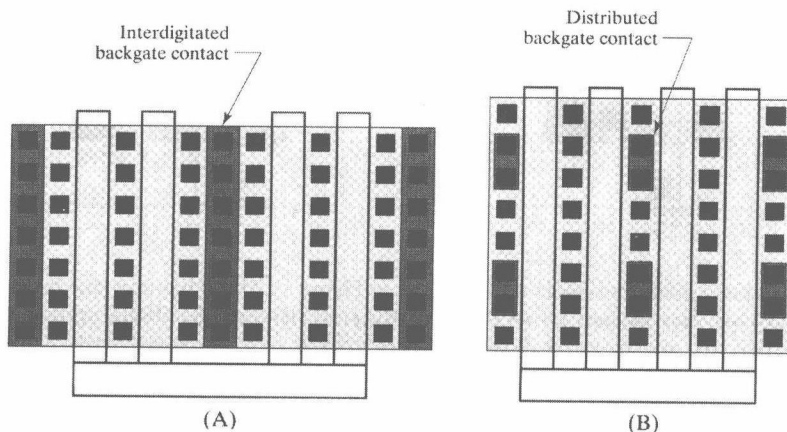 Interdigitated
backgate contact
Distributed
backgate contact
(A)
(B)